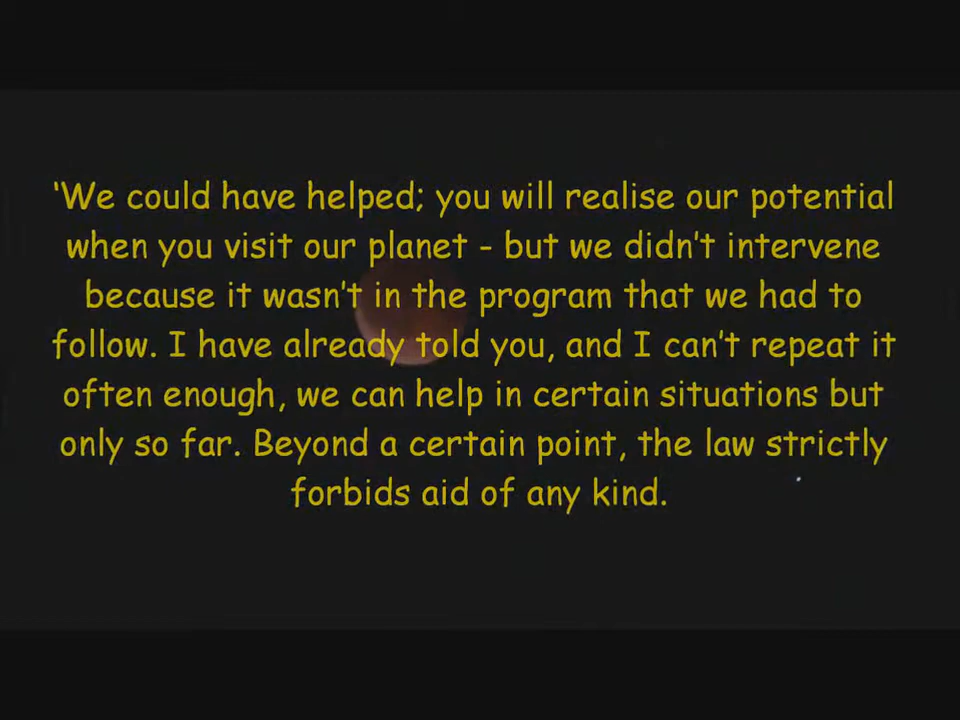 'We could have helped; you will realise our potential
when you visit our planet - but we didn't intervene
because it wasn't in the program that we had to
follow. I have already told you, and I can't repeat it
often enough, we can help in certain situations but
only so far. Beyond a certain point, the law strictly
forbids aid of any kind.